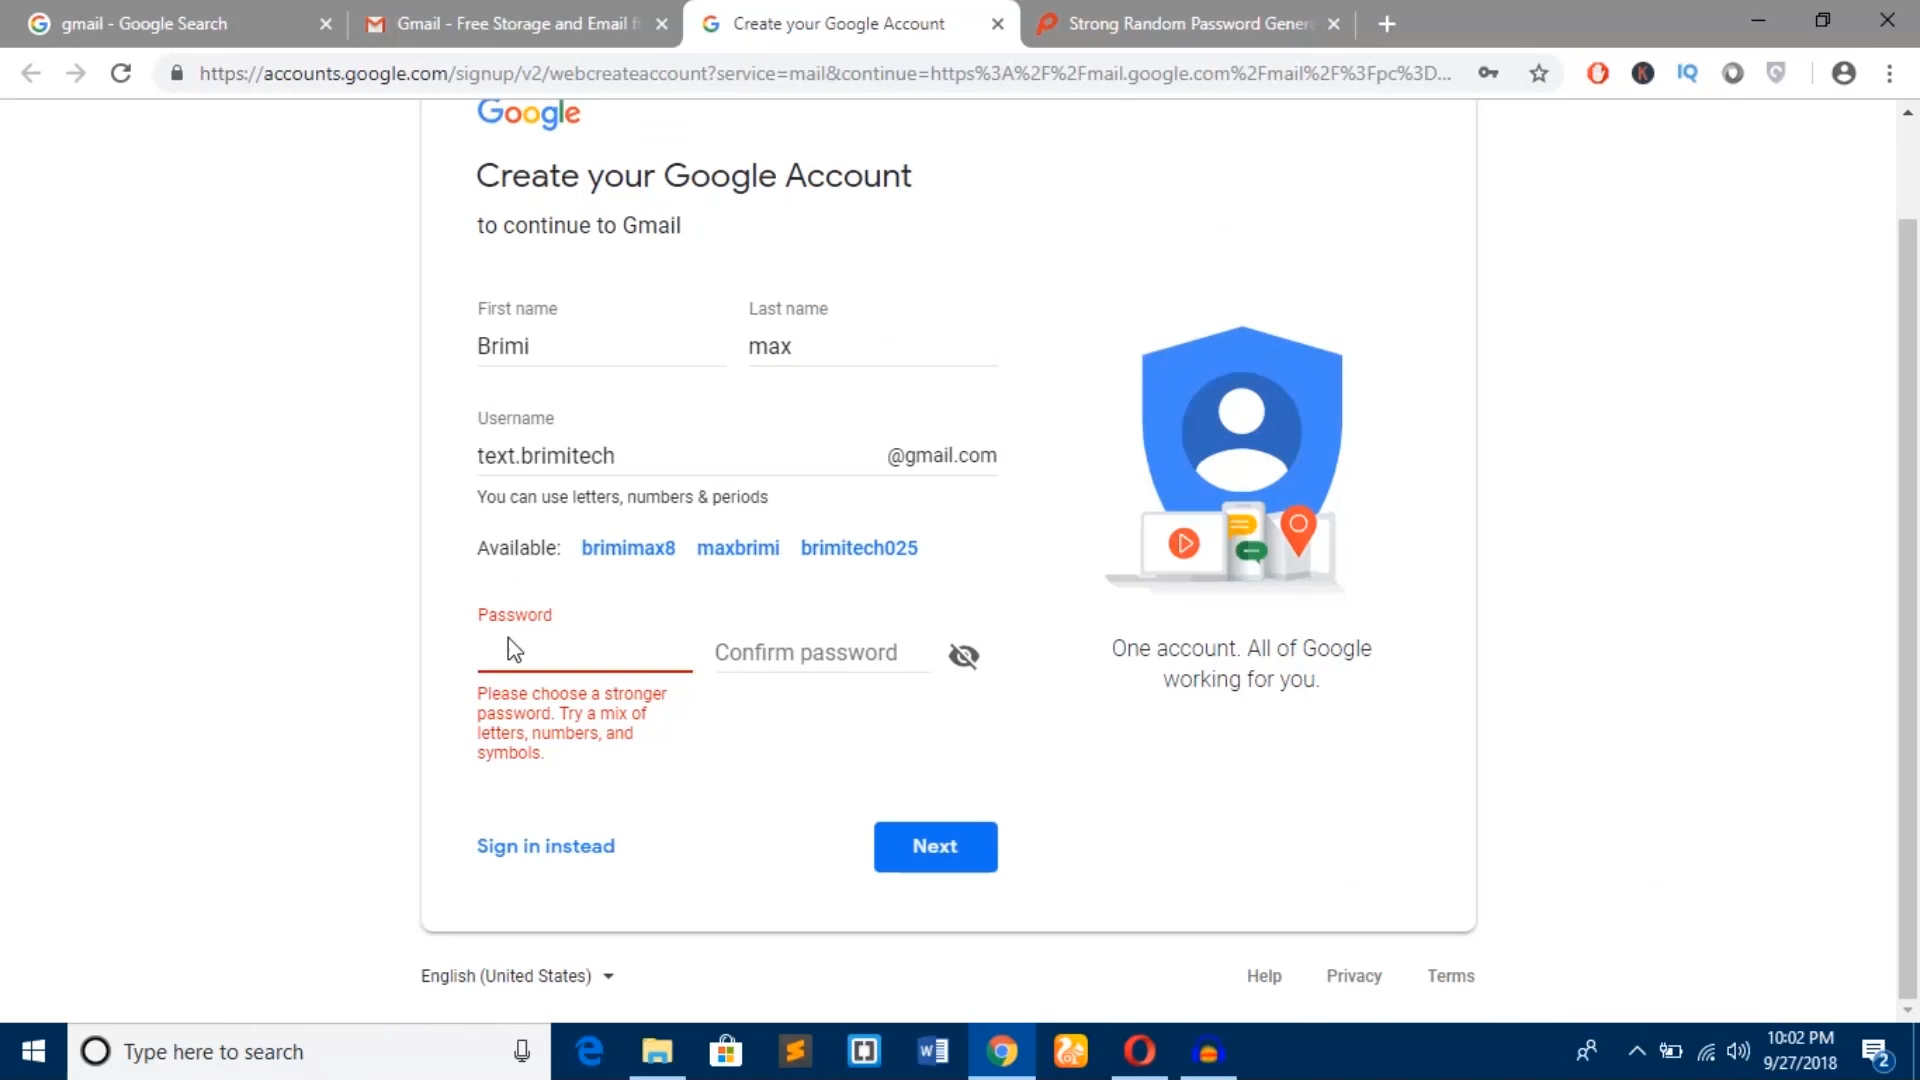 gmail - Google Search
Gmail - Free Storage and Email f
Create your Google Account
Strong Random Password Gener
https://accounts.google.com/signup/v2/webcreateaccount?service=mail&continue=https%3A%2F%2Fmail.google.com%2Fmail%2F%3Fpc%3D...
IQ
K
Google
Create your Google Account
to continue to Gmail
First name
Last name
Brimi
max
Username
text.brimitech
@gmail.com
You can use letters, numbers & periods
Available: brimimax8 maxbrimi brimitech025
Password
Confirm password
Please choose a stronger
password. Try a mix of
letters, numbers, and
symbols.
One account. All of Google
working for you.
Sign in instead
Next
English (United States)
Help
Privacy
Terms
Type here to search
10:02 PM
9/27/2018
2